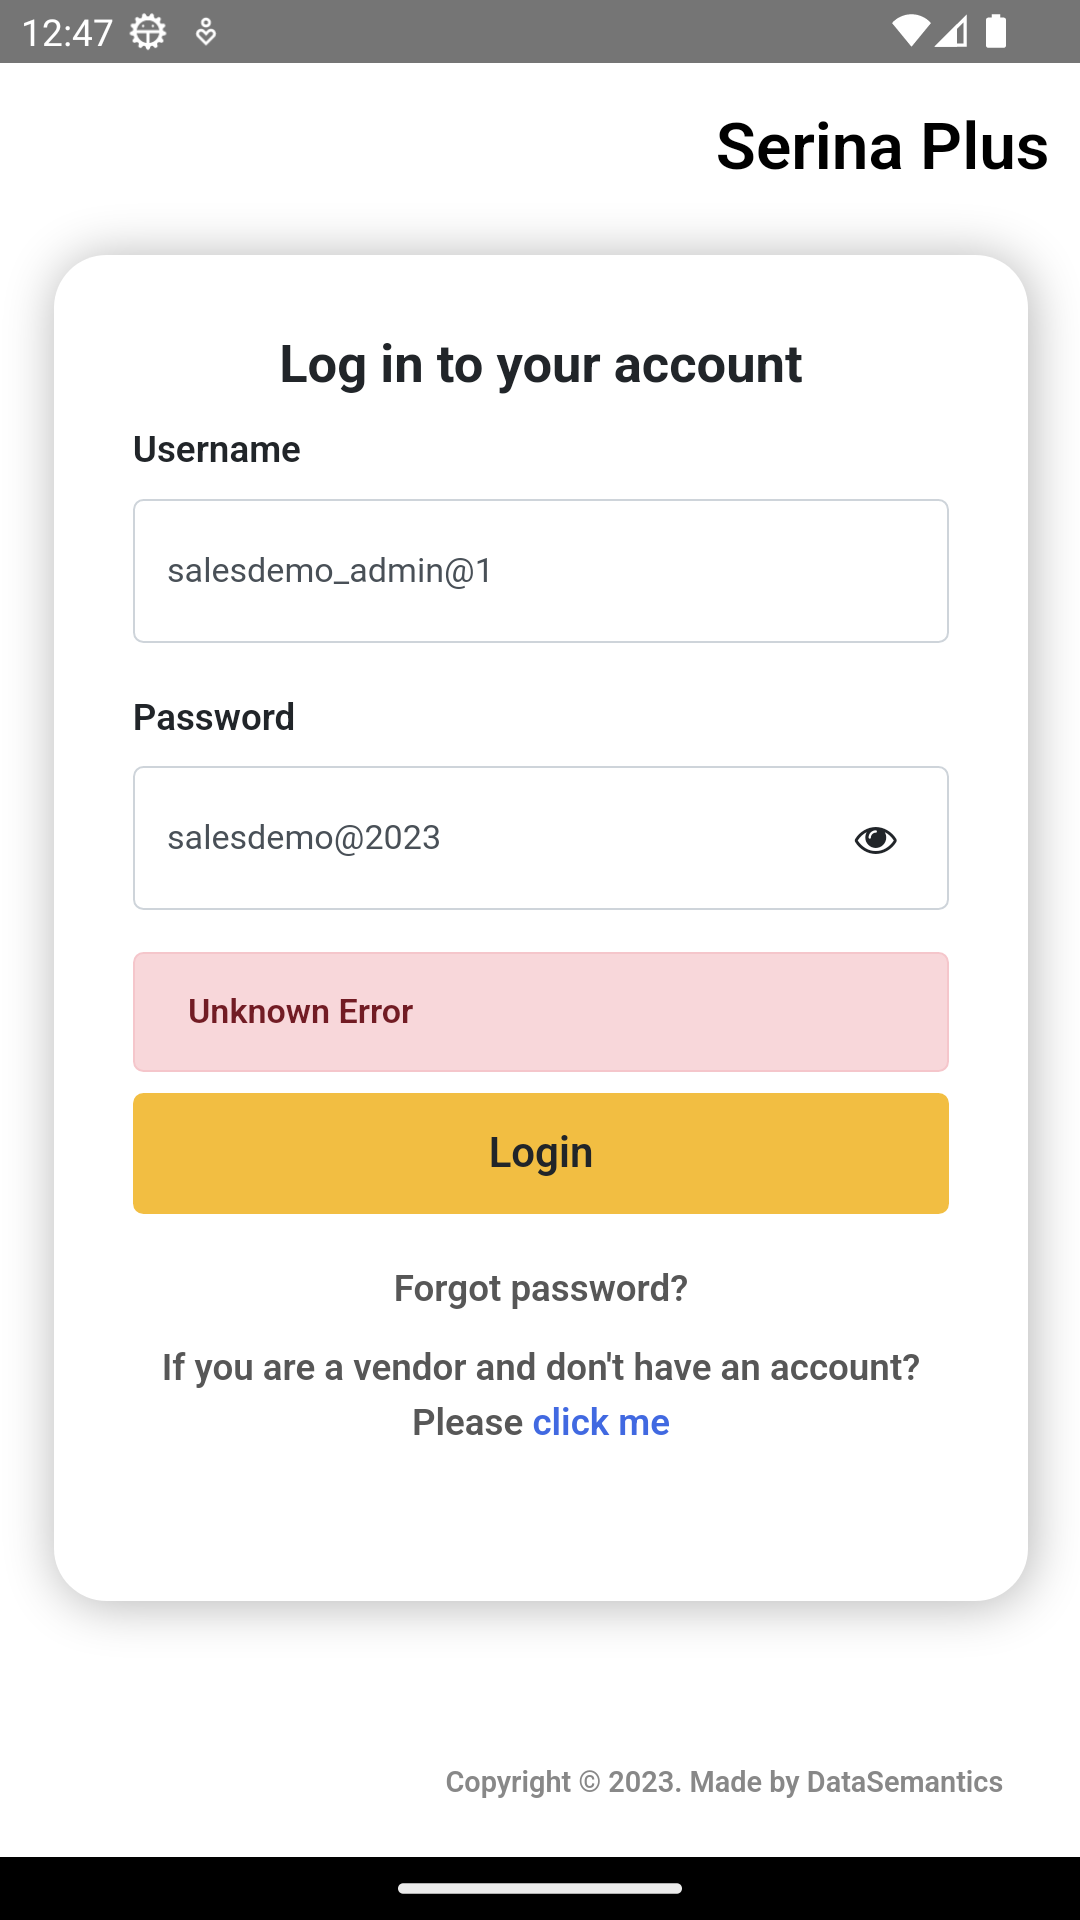 12:47
Serina Plus
Log in to your account
Username
salesdemo_admin@1
Password
salesdemo@2023
Unknown Error
Login
Forgot password?
If you are a vendor and don't have an account?
Please click me
Copyright © 2023. Made by DataSemantics